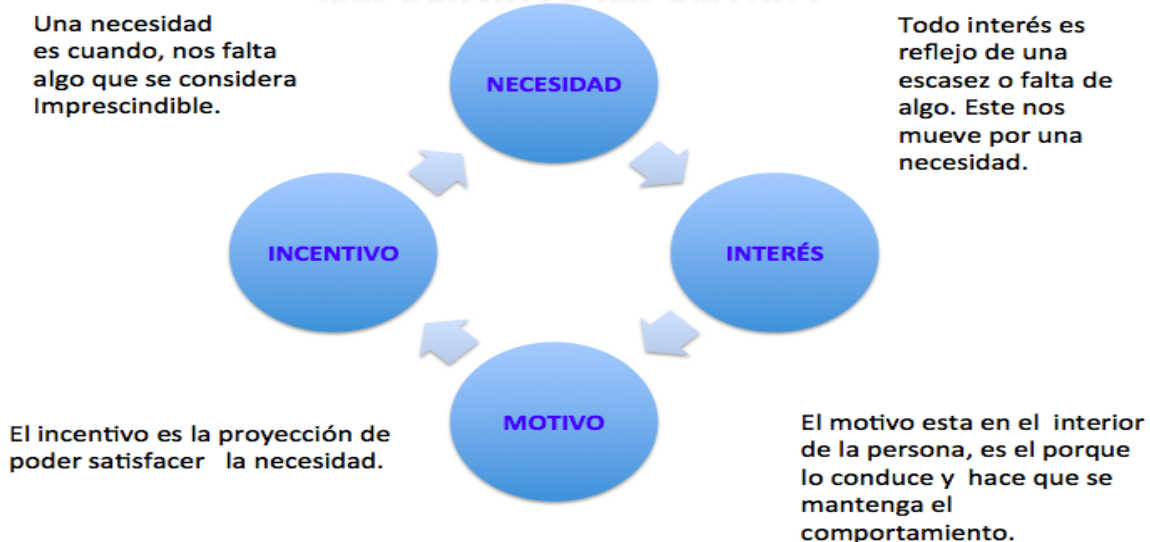 Una necesidad
es cuando, nos falta
algo que se considera
Imprescindible.
NECESIDAD
Todo interés es
reflejo de una
escasez o falta de
algo. Este nos
mueve por una
necesidad.
INCENTIVO
INTERÉS
MOTIVO
El incentivo es la proyección de
poder satisfacer la necesidad.
El motivo esta en el interior
de la persona, es el porque
lo conduce y hace que se
mantenga el
comportamiento.